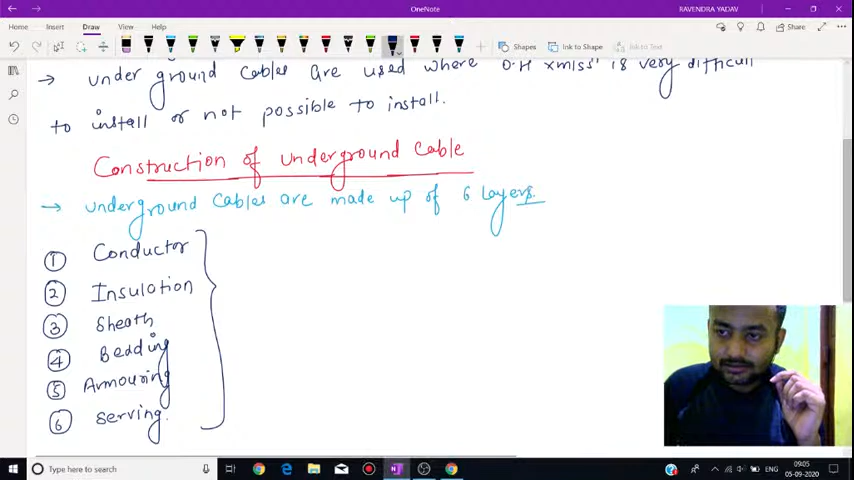 OneNote
RAVENDRA YADAV
Home Insert Draw View Help
Share
Shapes Ink to Shape Ink to Text
→ under ground cables are used where O.H xmissⁿ is very difficult
to install or not possible to install.
Construction of underground cable
→ underground cables are made up of 6 layers.
① Conductor
② Insulation
③ Sheath
④ Bedding
⑤ Armouring
⑥ Serving.
Type here to search
ENG
09:05
05-09-2020